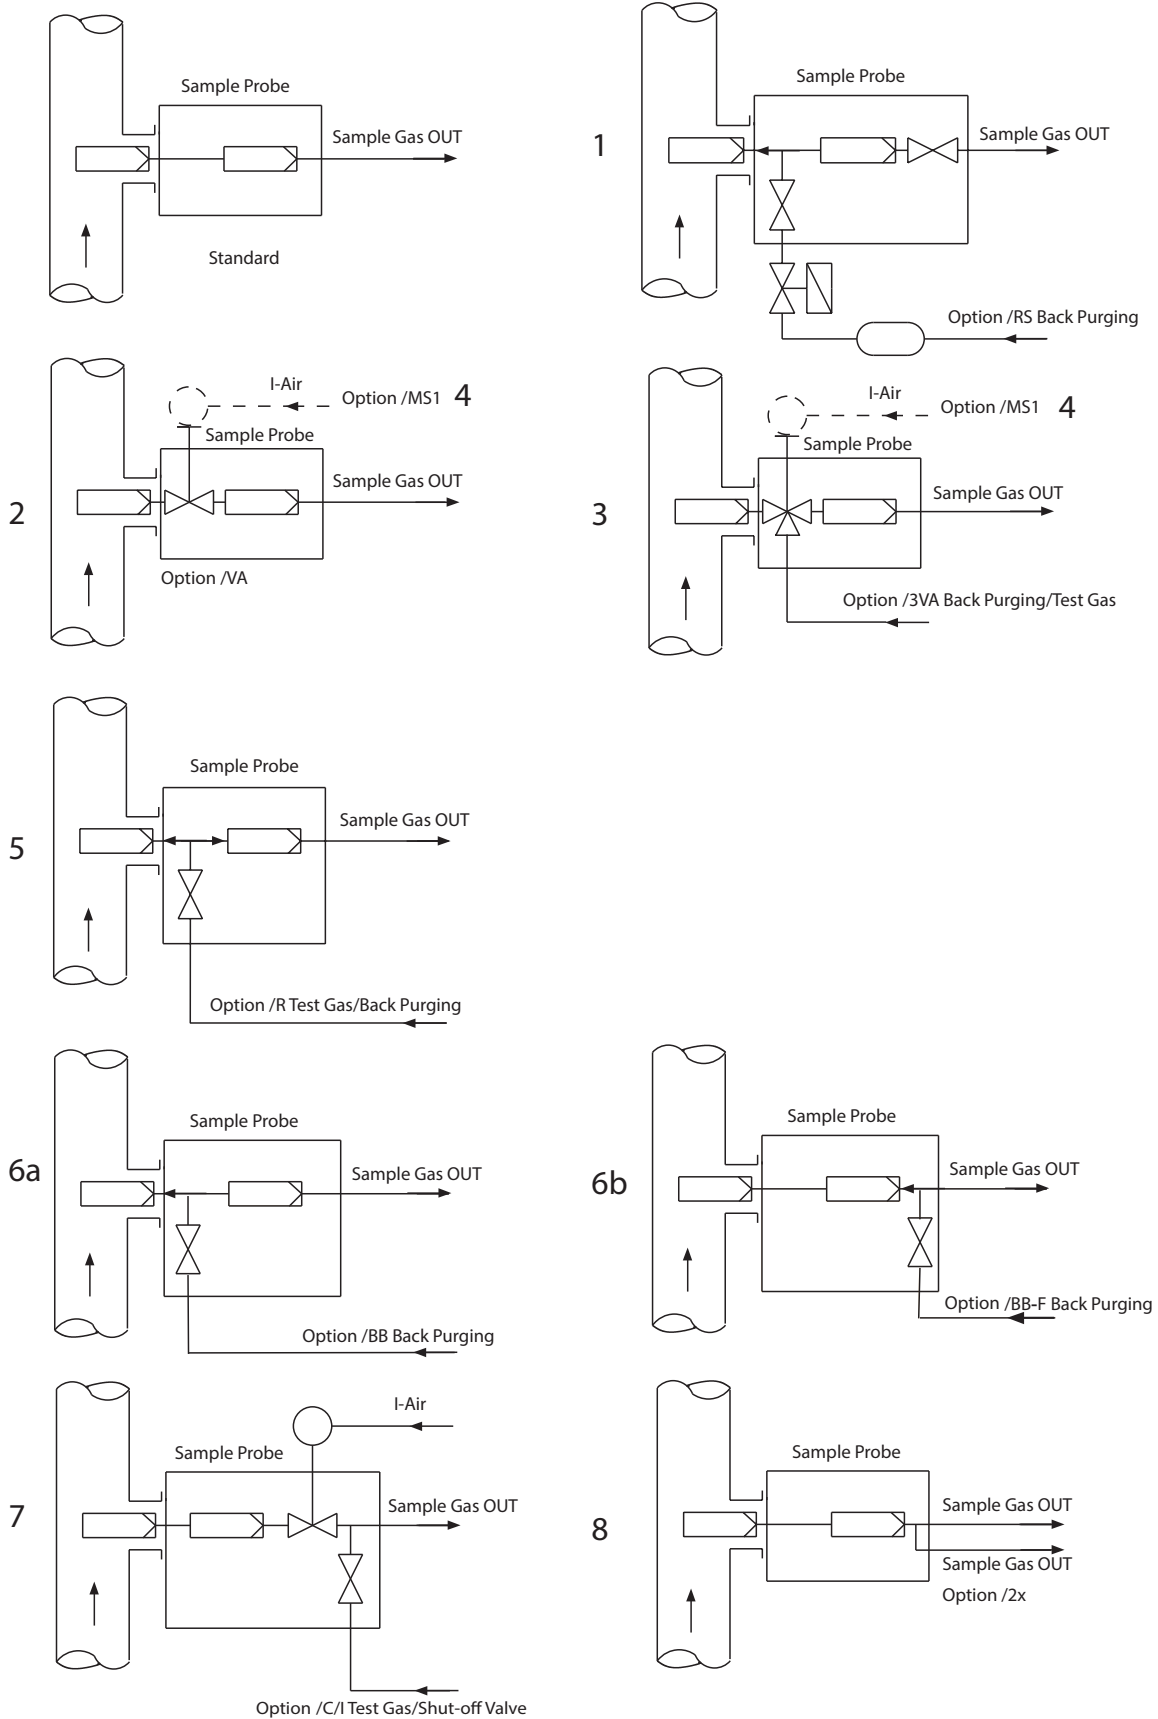 Sample Probe
Sample Gas OUT
Standard
1
Sample Probe
Sample Gas OUT
Option /RS Back Purging
2
I-Air
Option /MS1 4
Sample Probe
Sample Gas OUT
Option /VA
3
I-Air
Option /MS1 4
Sample Probe
Sample Gas OUT
Option /3VA Back Purging/Test Gas
5
Sample Probe
Sample Gas OUT
Option /R Test Gas/Back Purging
6a
Sample Probe
Sample Gas OUT
Option /BB Back Purging
6b
Sample Probe
Sample Gas OUT
Option /BB-F Back Purging
7
I-Air
Sample Probe
Sample Gas OUT
Option /C/I Test Gas/Shut-off Valve
8
Sample Probe
Sample Gas OUT
Sample Gas OUT
Option /2x